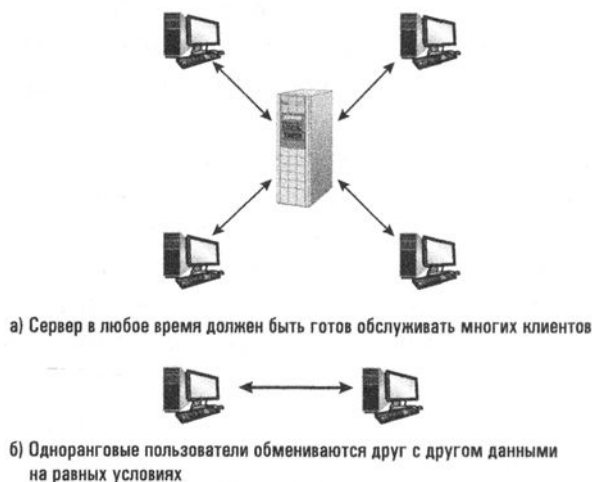 а) Сервер в любое время должен быть готов обслуживать многих клиентов
б) Одноранговые пользователи обмениваются друг с другом данными
на равных условиях